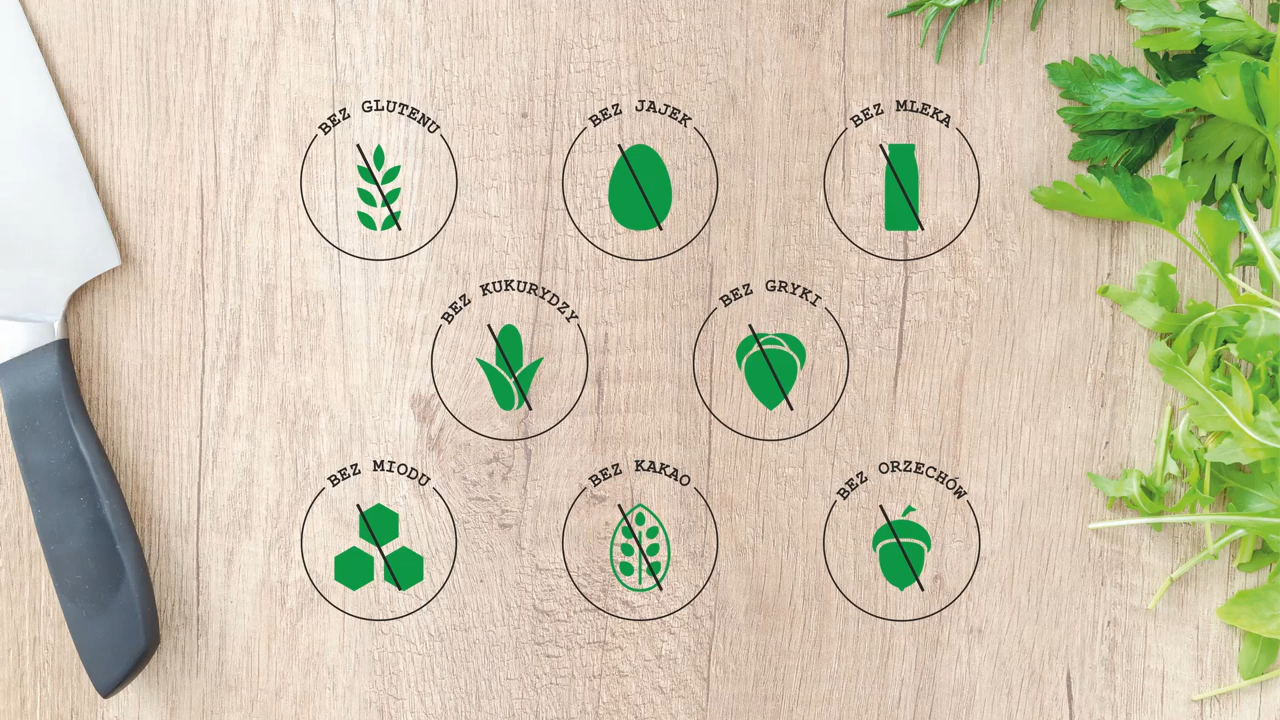 BEZ GLUTENU
BEZ JAJEK
BEZ MLEKA
BEZ KUKURYDZY
BEZ GRYKI
BEZ MIODU
BEZ KAKAO
BEZ ORZECHÓW